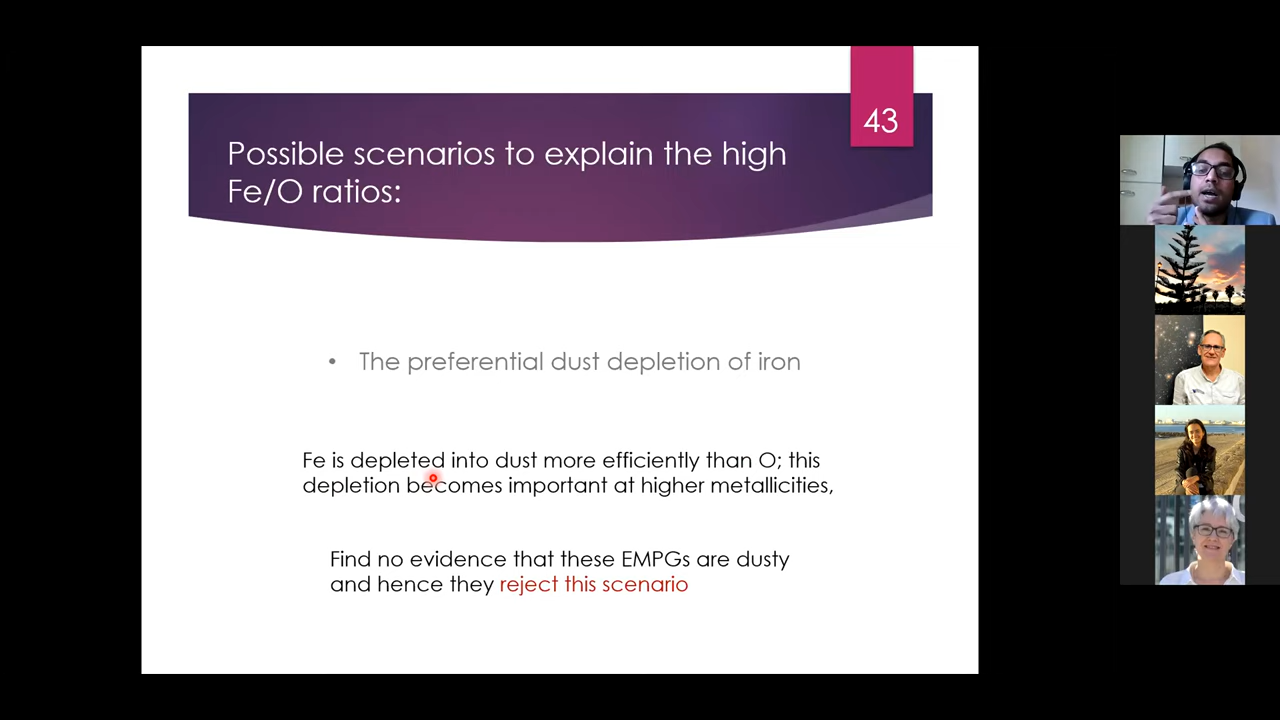 43
Possible scenarios to explain the high
Fe/O ratios:
• The preferential dust depletion of iron
Fe is depleted into dust more efficiently than O; this
depletion becomes important at higher metallicities,
Find no evidence that these EMPGs are dusty
and hence they reject this scenario